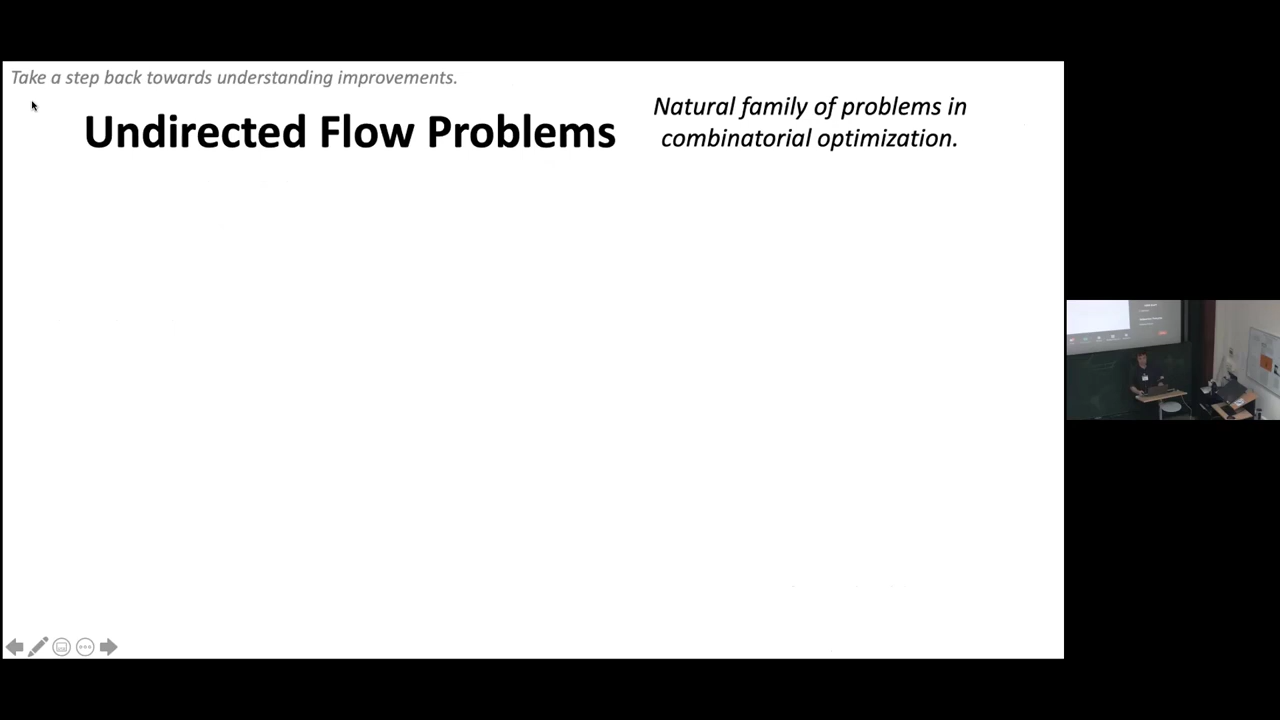 Take a step back towards understanding improvements.
Undirected Flow Problems
Natural family of problems in
combinatorial optimization.